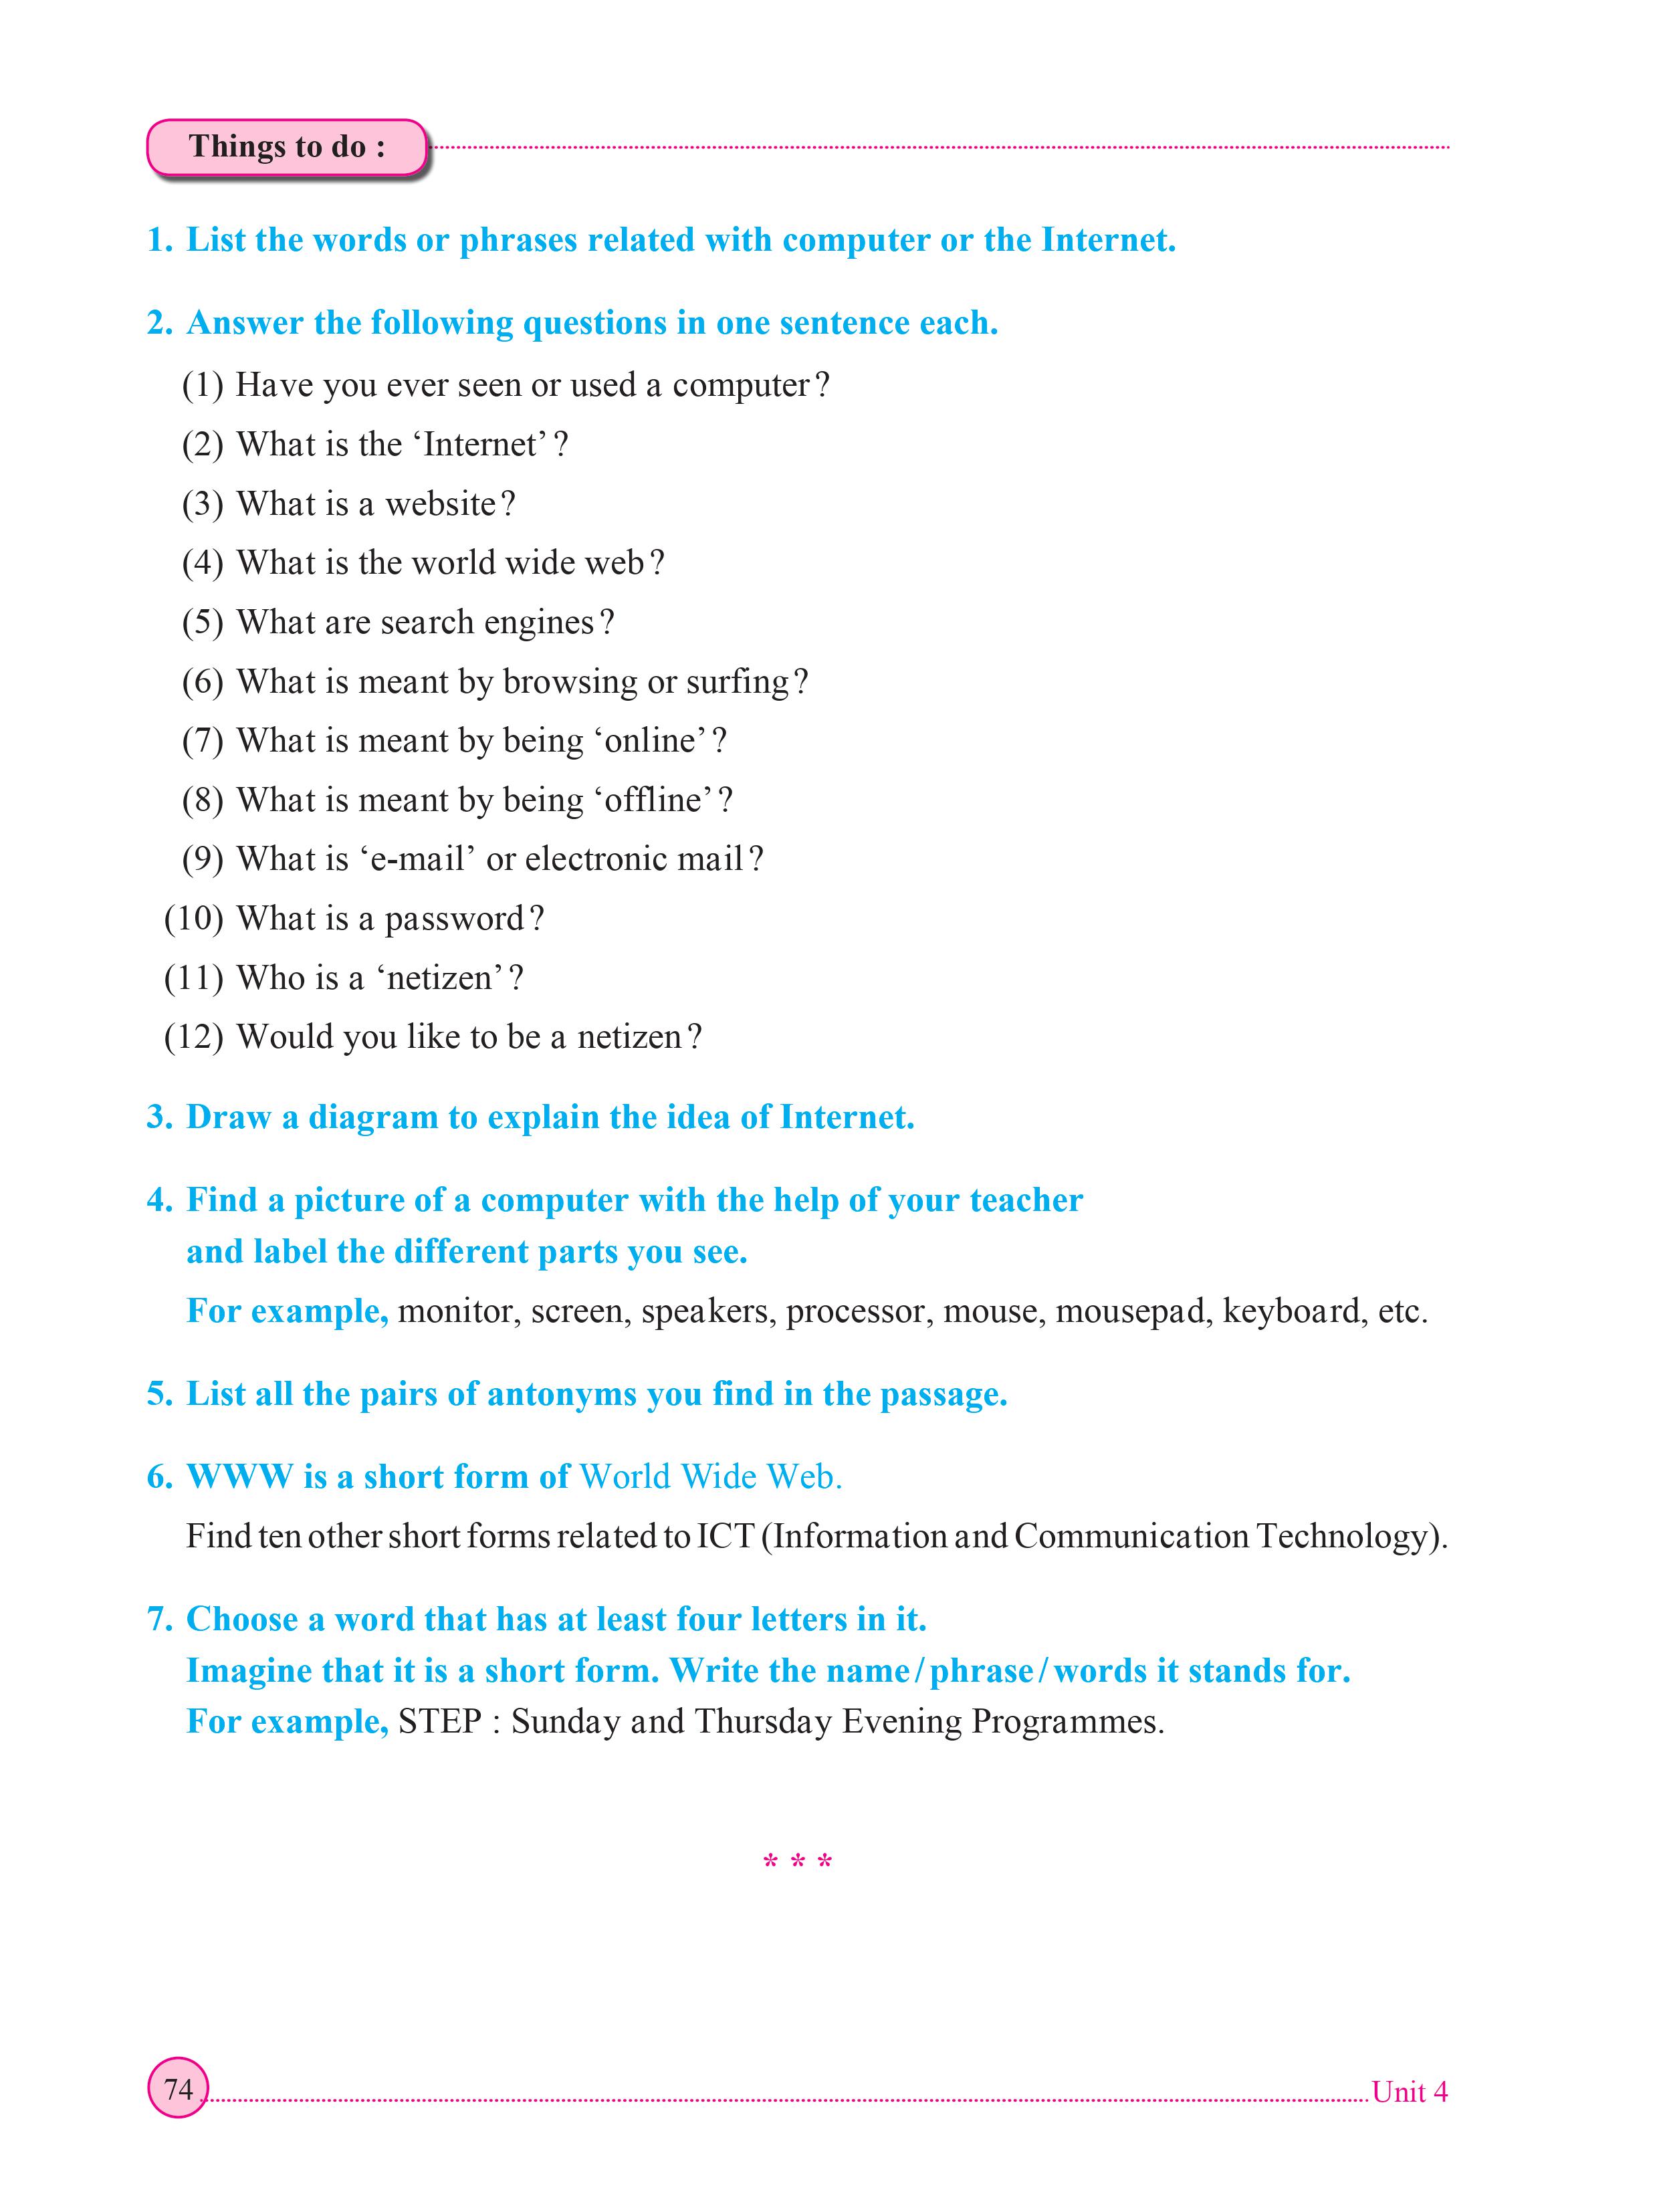 Things to do :
1. List the words or phrases related with computer or the Internet.
2. Answer the following questions in one sentence each.
(1) Have you ever seen or used a computer?
(2) What is the ‘Internet’?
(3) What is a website?
(4) What is the world wide web?
(5) What are search engines?
(6) What is meant by browsing or surfing?
(7) What is meant by being ‘online’?
(8) What is meant by being ‘offline’?
(9) What is ‘e-mail’ or electronic mail?
(10) What is a password?
(11) Who is a ‘netizen’?
(12) Would you like to be a netizen?
3. Draw a diagram to explain the idea of Internet.
4. Find a picture of a computer with the help of your teacher
and label the different parts you see.
For example, monitor, screen, speakers, processor, mouse, mousepad, keyboard, etc.
5. List all the pairs of antonyms you find in the passage.
6. WWW is a short form of World Wide Web.
Find ten other short forms related to ICT (Information and Communication Technology).
7. Choose a word that has at least four letters in it.
Imagine that it is a short form. Write the name/phrase/words it stands for.
For example, STEP : Sunday and Thursday Evening Programmes.
* * *
74 Unit 4